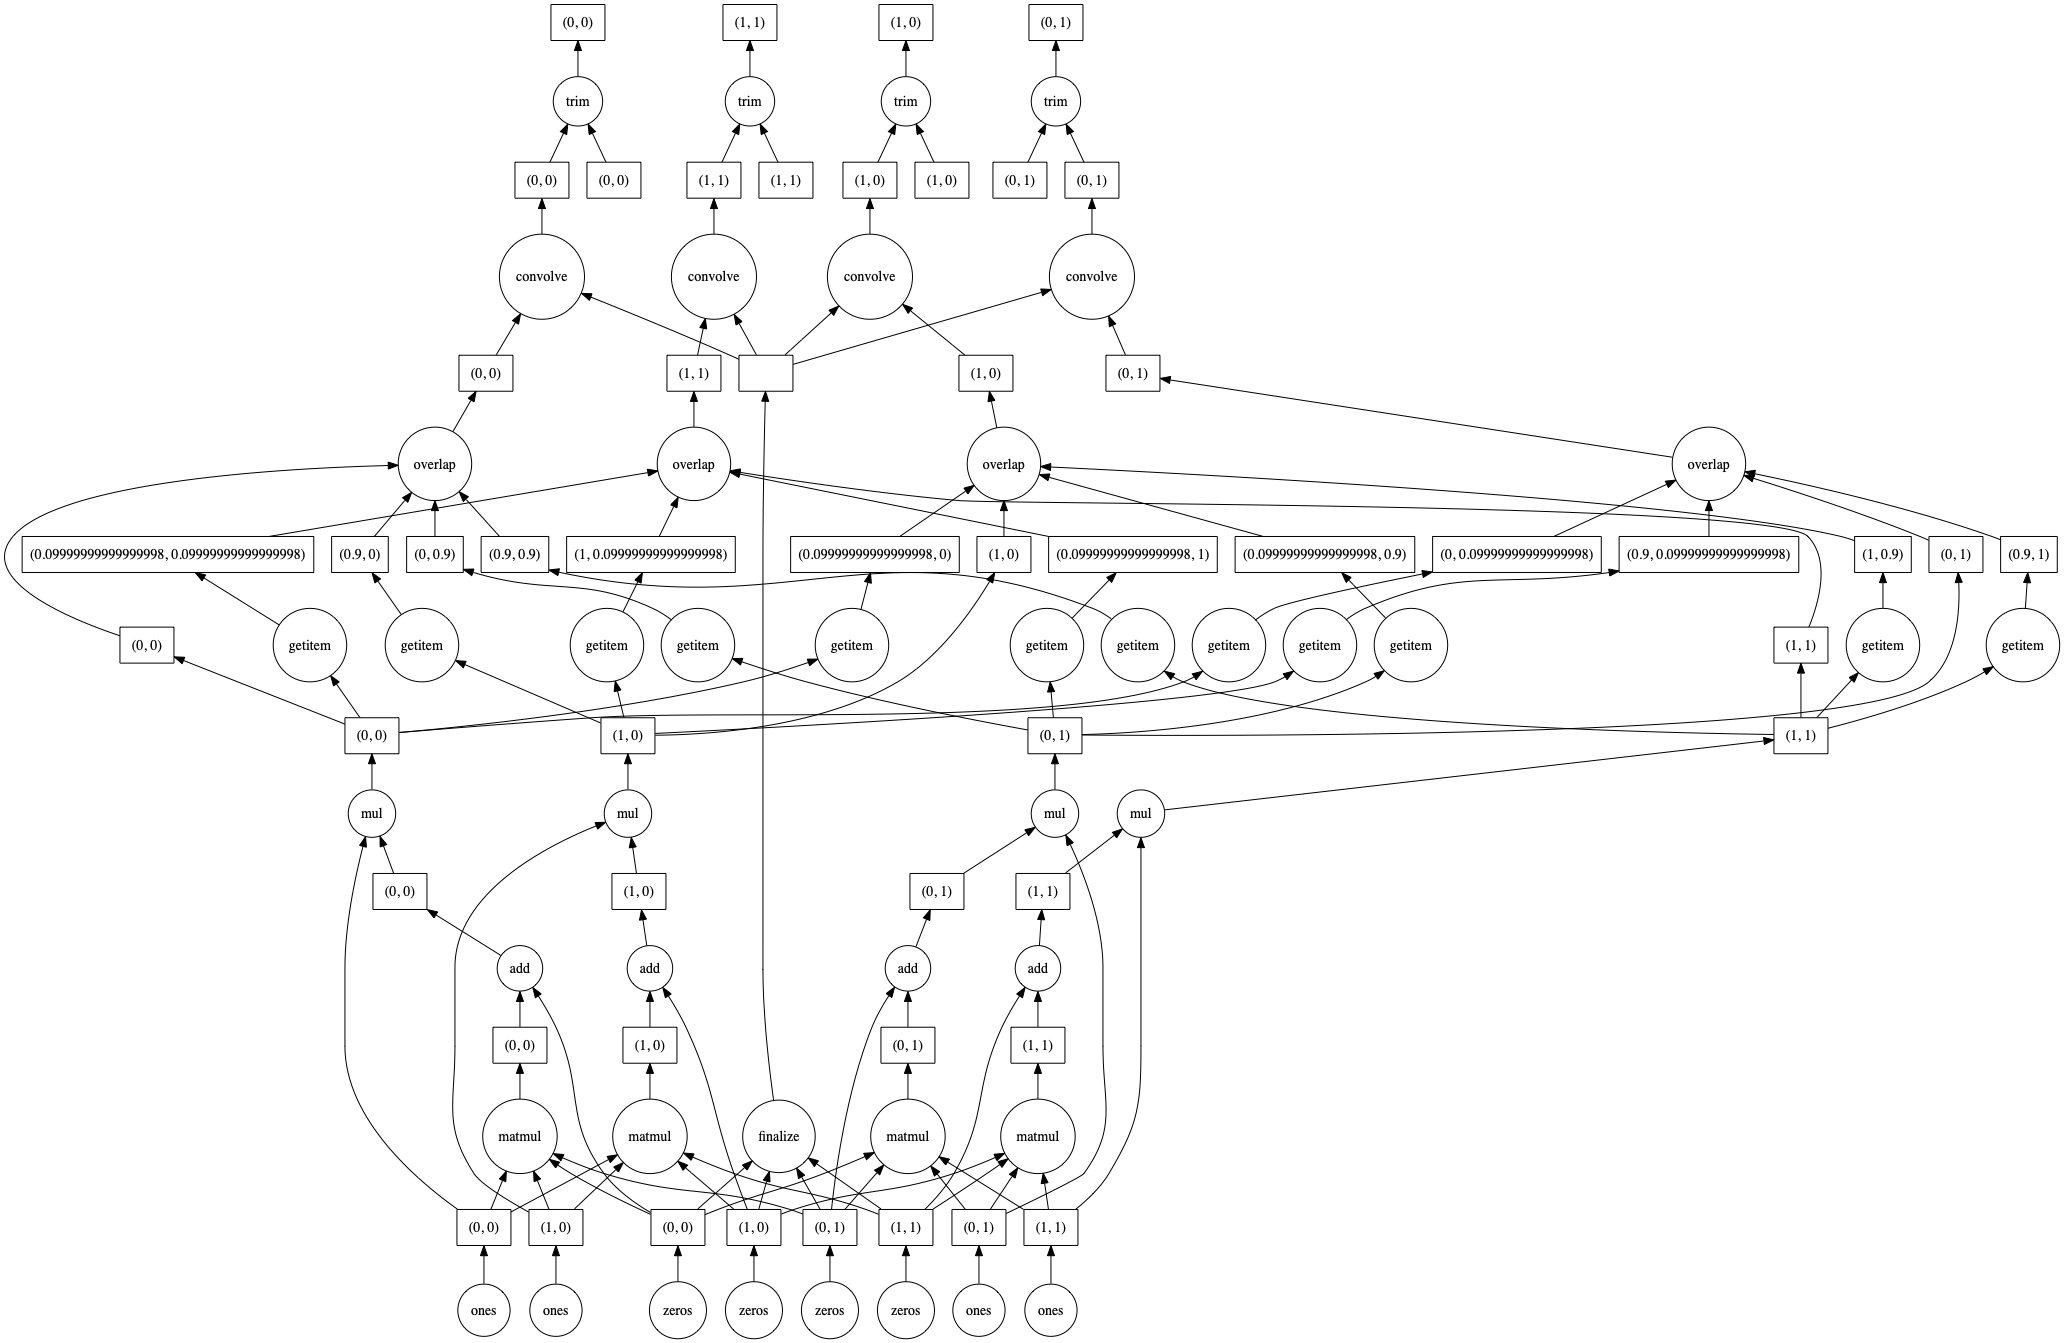 (0, 0)
(1, 1)
(1, 0)
(0, 1)
trim
trim
trim
trim
(0, 0)
(0, 0)
(1, 1)
(1, 1)
(1, 0)
(1, 0)
(0, 1)
(0, 1)
convolve
convolve
convolve
convolve
(0, 0)
(1, 1)
(1, 0)
(0, 1)
overlap
overlap
overlap
overlap
(0.09999999999999998, 0.09999999999999998)
(0.9, 0)
(0, 0.9)
(0.9, 0.9)
(1, 0.09999999999999998)
(0.09999999999999998, 0)
(1, 0)
(0.09999999999999998, 1)
(0.09999999999999998, 0.9)
(0, 0.09999999999999998)
(0.9, 0.09999999999999998)
(1, 0.9)
(0, 1)
(0.9, 1)
(0, 0)
getitem
getitem
getitem
getitem
getitem
getitem
getitem
getitem
getitem
getitem
(1, 1)
getitem
getitem
(0, 0)
(1, 0)
(0, 1)
(1, 1)
mul
mul
mul
mul
(0, 0)
(1, 0)
(0, 1)
(1, 1)
add
add
add
add
(0, 0)
(1, 0)
(0, 1)
(1, 1)
matmul
matmul
finalize
matmul
matmul
(0, 0)
(1, 0)
(0, 0)
(1, 0)
(0, 1)
(1, 1)
(0, 1)
(1, 1)
ones
ones
zeros
zeros
zeros
zeros
ones
ones